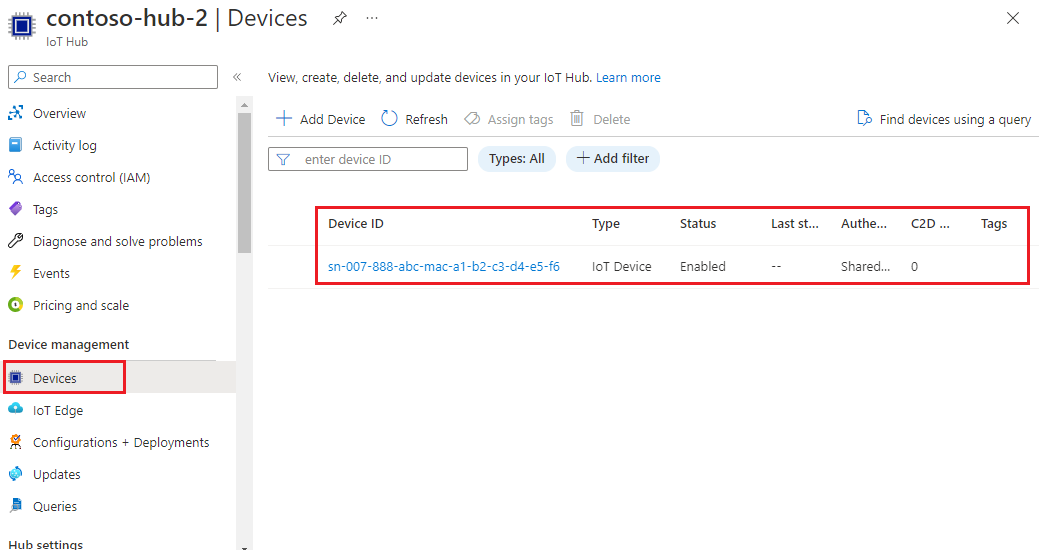 contoso-hub-2 | Devices
IoT Hub
Search
Overview
Activity log
Access control (IAM)
Tags
Diagnose and solve problems
Events
Pricing and scale
Device management
Devices
IoT Edge
Configurations + Deployments
Updates
Queries
Hub settings
View, create, delete, and update devices in your IoT Hub. Learn more
Add Device Refresh Assign tags Delete Find devices using a query
enter device ID Types: All Add filter
Device ID Type Status Last st... Authe... C2D ... Tags
sn-007-888-abc-mac-a1-b2-c3-d4-e5-f6 IoT Device Enabled -- Shared... 0